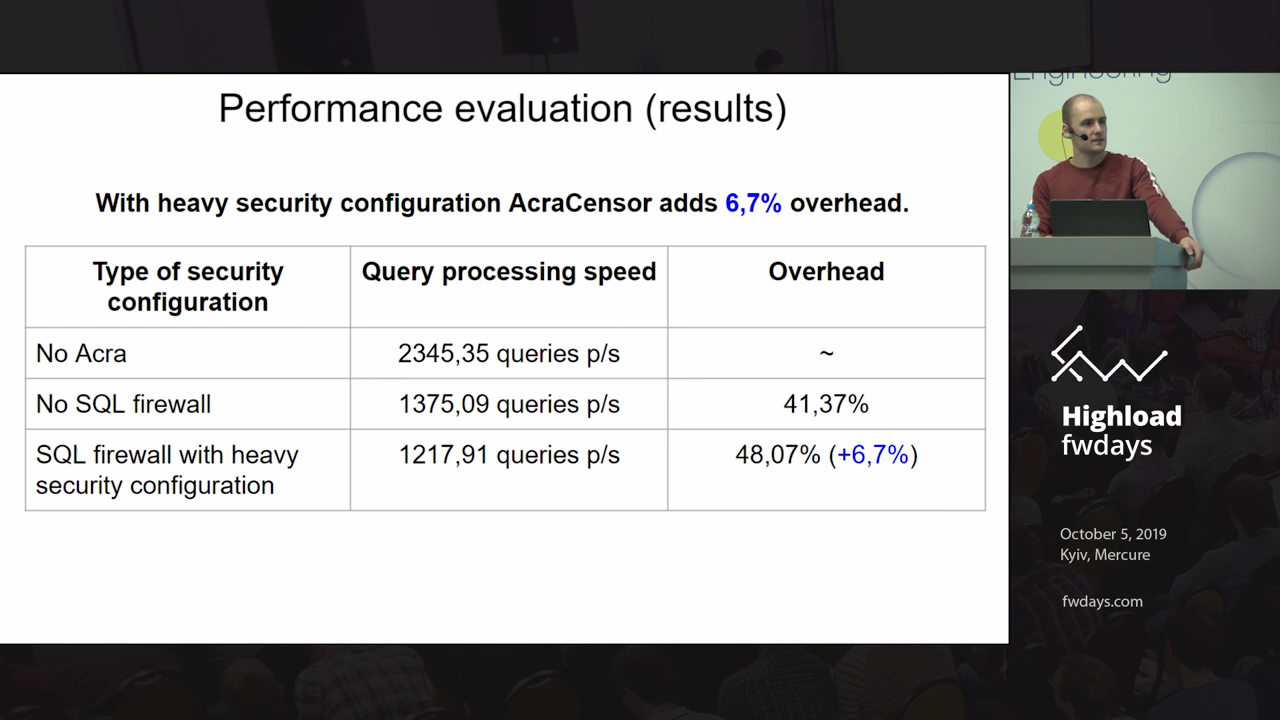 Performance evaluation (results)
With heavy security configuration AcraCensor adds 6,7% overhead.
Type of security
configuration
Query processing speed
Overhead
No Acra
2345,35 queries p/s
~
No SQL firewall
1375,09 queries p/s
41,37%
SQL firewall with heavy
security configuration
1217,91 queries p/s
48,07% (+6,7%)
Engineering
Highload
fwdays
October 5, 2019
Kyiv, Mercure
fwdays.com